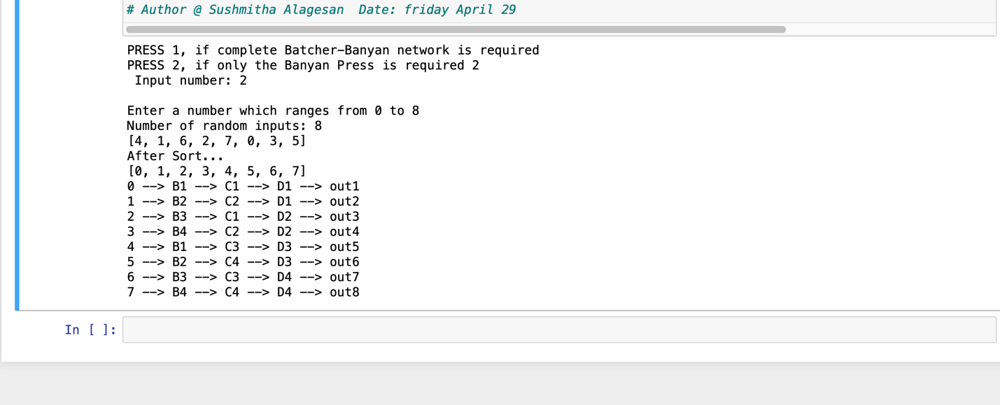 # Author @ Sushmitha Alagesan  Date: friday April 29
PRESS 1, if complete Batcher-Banyan network is required
PRESS 2, if only the Banyan Press is required 2
 Input number: 2
Enter a number which ranges from 0 to 8
Number of random inputs: 8
[4, 1, 6, 2, 7, 0, 3, 5]
After Sort...
[0, 1, 2, 3, 4, 5, 6, 7]
0 --> B1 --> C1 --> D1 --> out1
1 --> B2 --> C2 --> D1 --> out2
2 --> B3 --> C1 --> D2 --> out3
3 --> B4 --> C2 --> D2 --> out4
4 --> B1 --> C3 --> D3 --> out5
5 --> B2 --> C4 --> D3 --> out6
6 --> B3 --> C3 --> D4 --> out7
7 --> B4 --> C4 --> D4 --> out8
In [ ]: